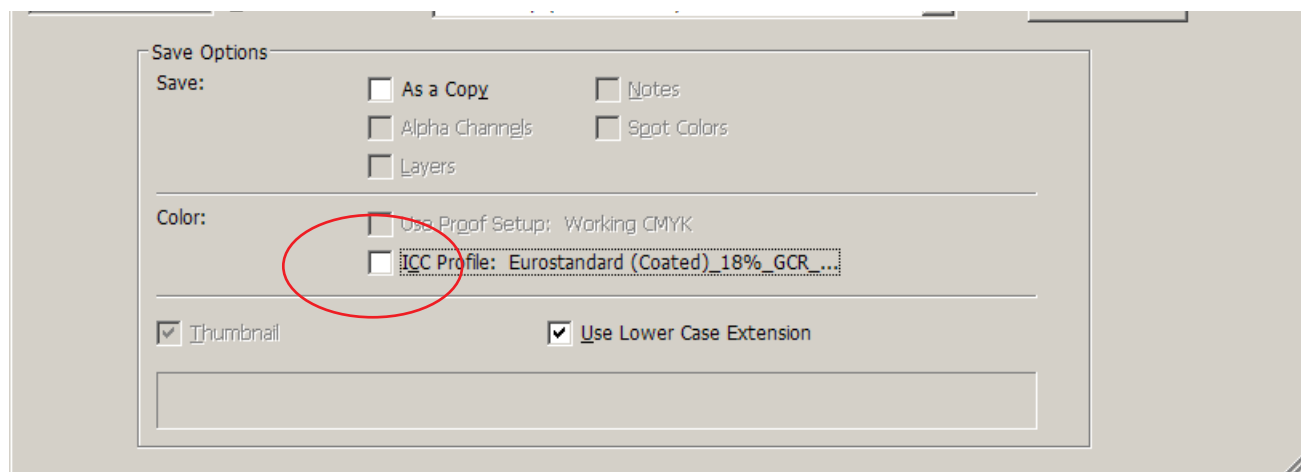 Save Options
Save:
As a Copy
Notes
Alpha Channels
Spot Colors
Layers
Color:
Use Proof Setup: Working CMYK
ICC Profile: Eurostandard (Coated)_18%_GCR_...
Thumbnail
Use Lower Case Extension